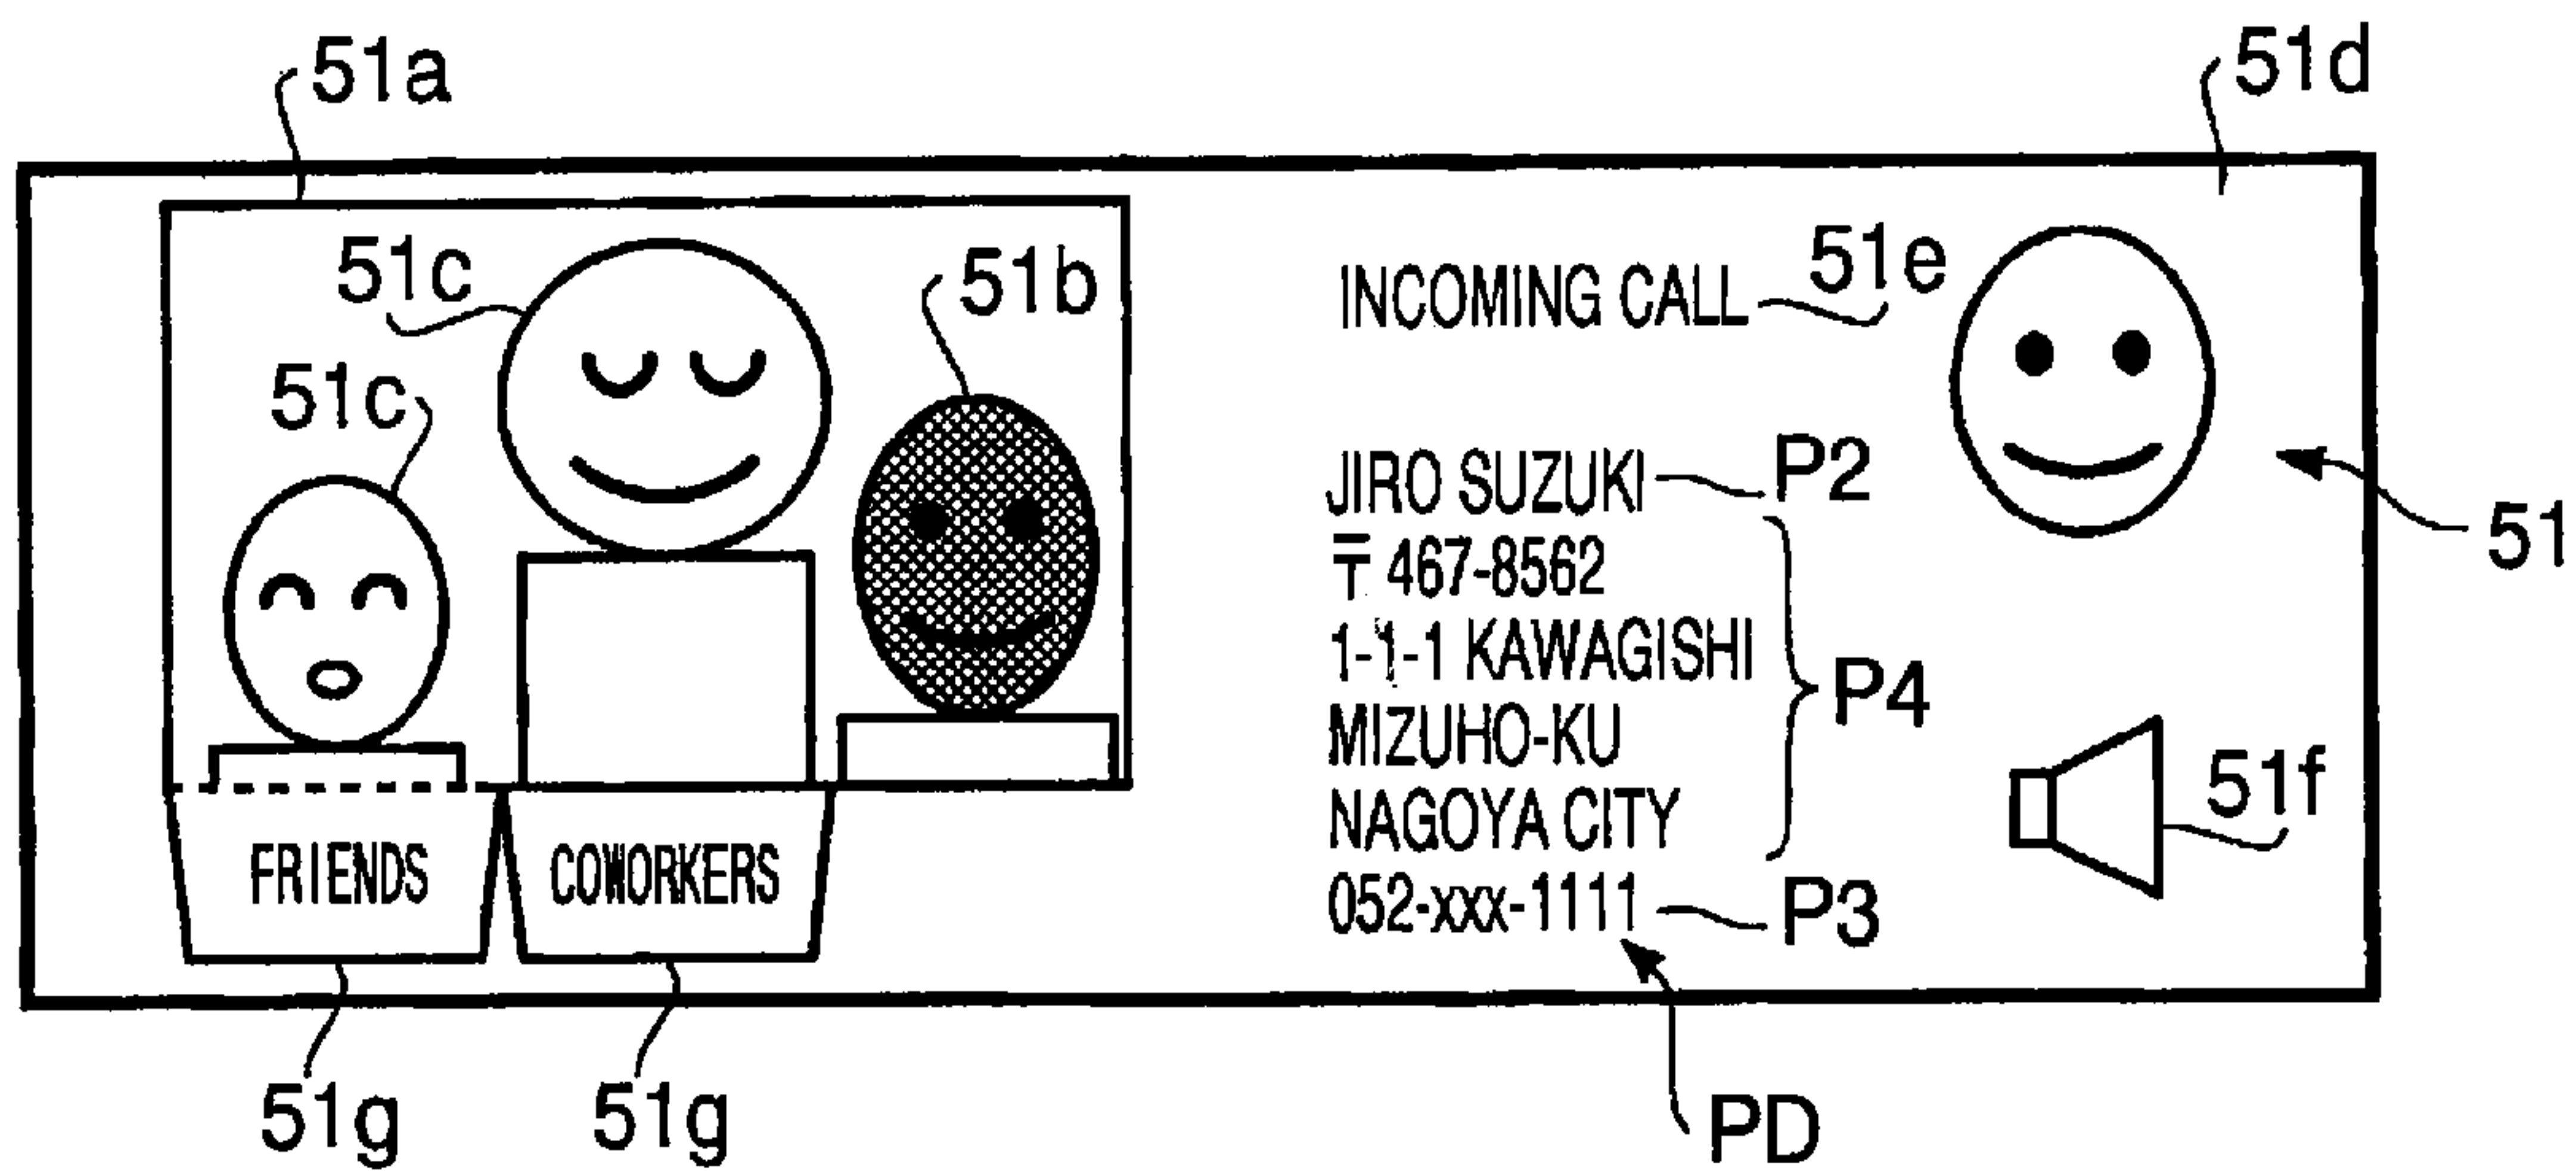 51a
51d
51c
51b
INCOMING CALL
51e
51c
JIRO SUZUKI
P2
51
〒 467-8562
1-1-1 KAWAGISHI
P4
MIZUHO-KU
NAGOYA CITY
51f
FRIENDS
COWORKERS
052-xxx-1111
P3
51g
51g
PD